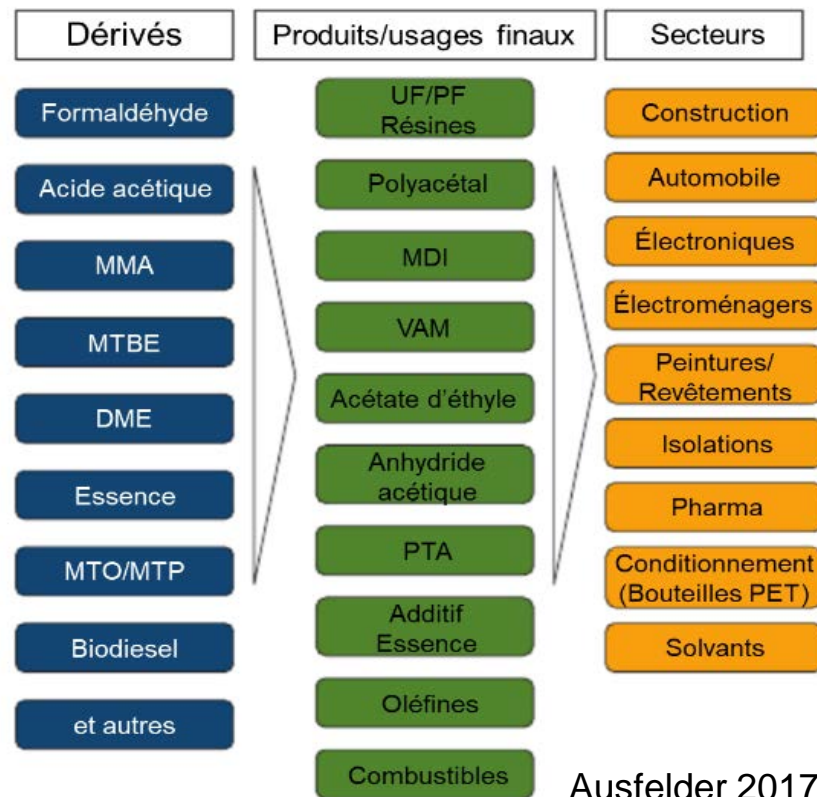 Dérivés
Formaldéhyde
Acide acétique
MMA
MTBE
DME
Essence
MTO/MTP
Biodiesel
et autres
Produits/usages finaux
UF/PF
Résines
Polyacétal
MDI
VAM
Acétate d'éthyle
Anhydride
acétique
PTA
Additif
Essence
Oléfines
Combustibles
Secteurs
Construction
Automobile
Électroniques
Électroménagers
Peintures/
Revêtements
Isolations
Pharma
Conditionnement
(Bouteilles PET)
Solvants
Ausfelder 2017